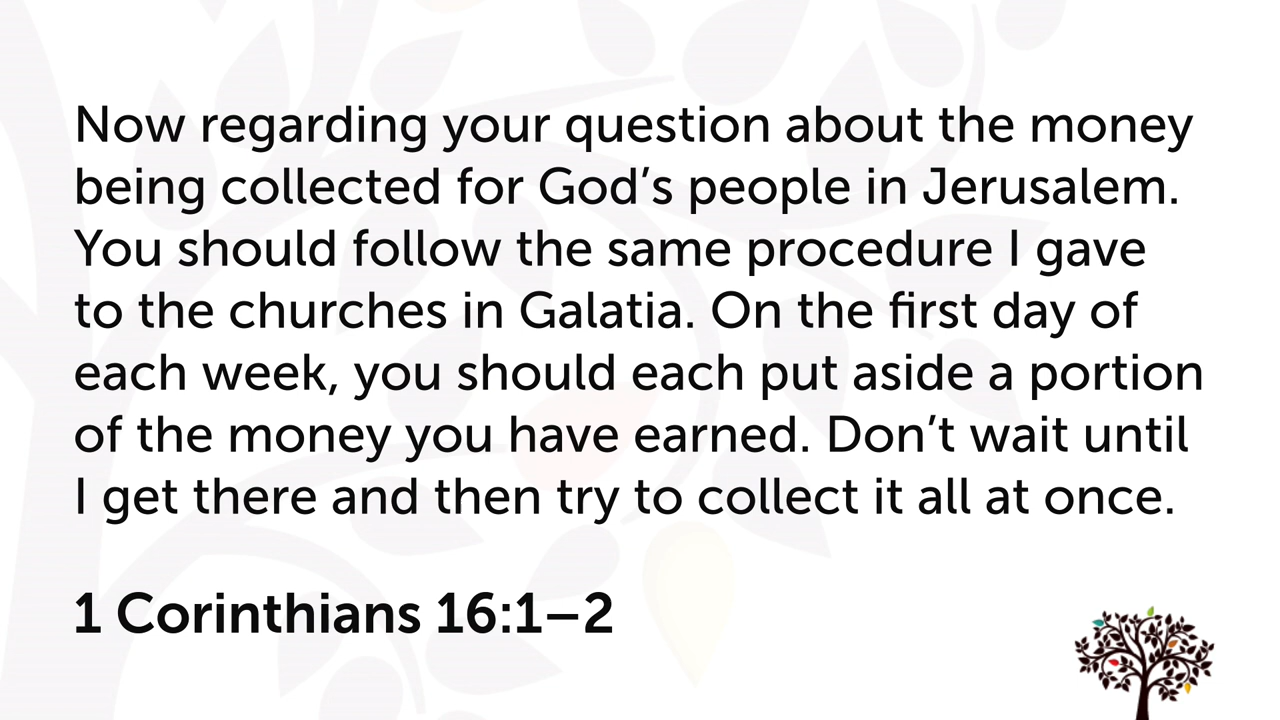 Now regarding your question about the money
being collected for God’s people in Jerusalem.
You should follow the same procedure I gave
to the churches in Galatia. On the first day of
each week, you should each put aside a portion
of the money you have earned. Don’t wait until
I get there and then try to collect it all at once.
1 Corinthians 16:1–2